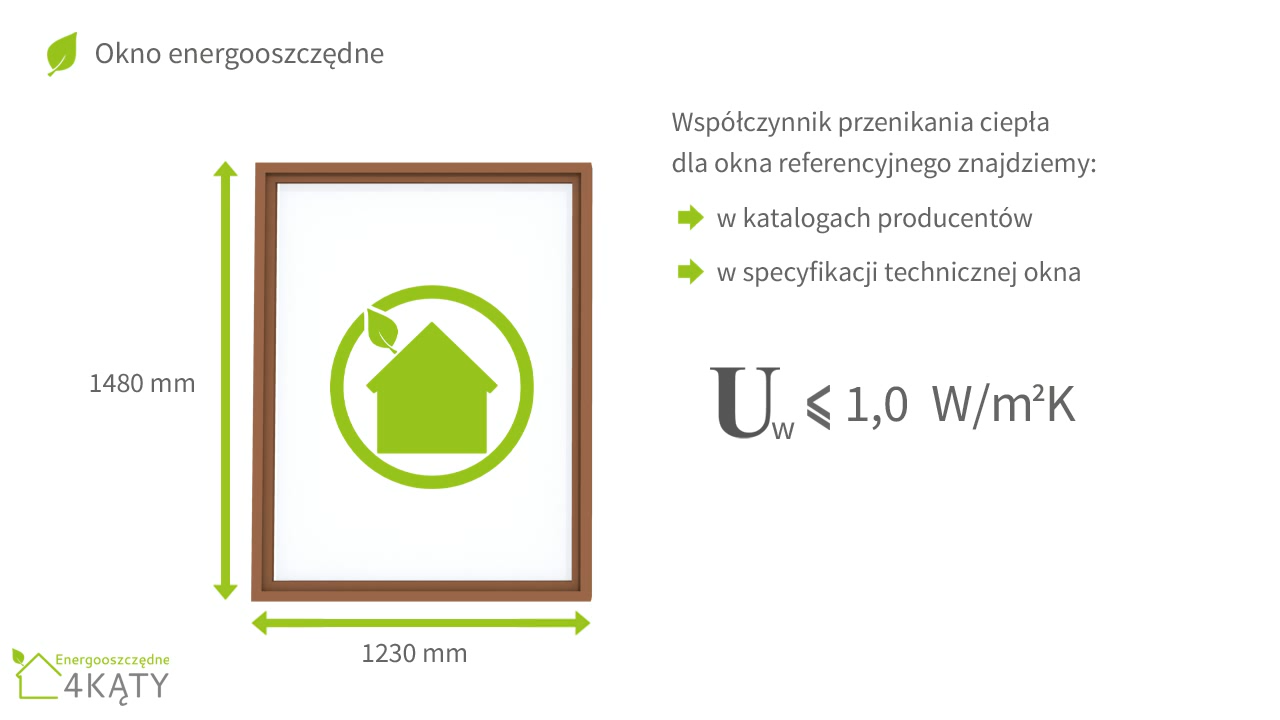 Okno energooszczędne
Współczynnik przenikania ciepła
dla okna referencyjnego znajdziemy:
w katalogach producentów
w specyfikacji technicznej okna
1480 mm
U_w ⩽ 1,0 W/m²K
1230 mm
Energooszczędne
4KĄTY